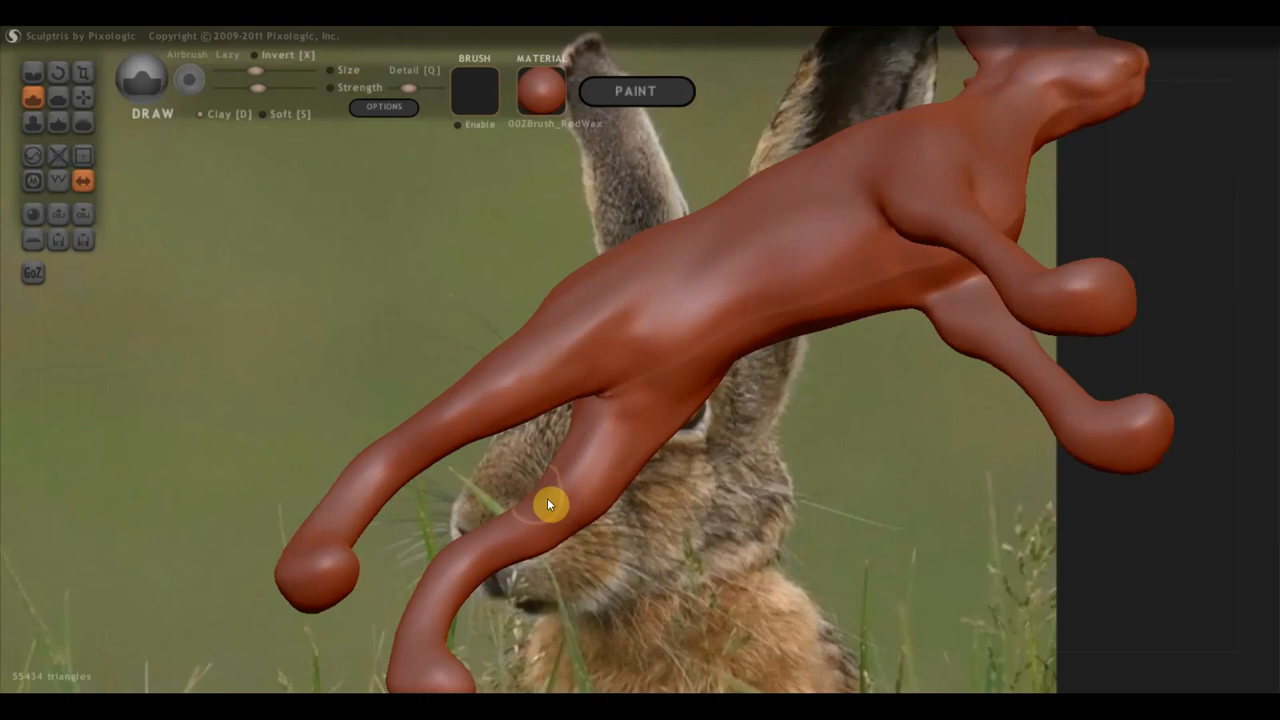 Sculptris by Pixologic Copyright © 2009-2011 Pixologic, Inc.
Airbrush Lazy Invert [X]
Size Detail [Q]
Strength
DRAW Clay [D] Soft [S] OPTIONS
BRUSH MATERIAL
PAINT
Enable 00ZBrush_RedWax
GoZ
55434 triangles